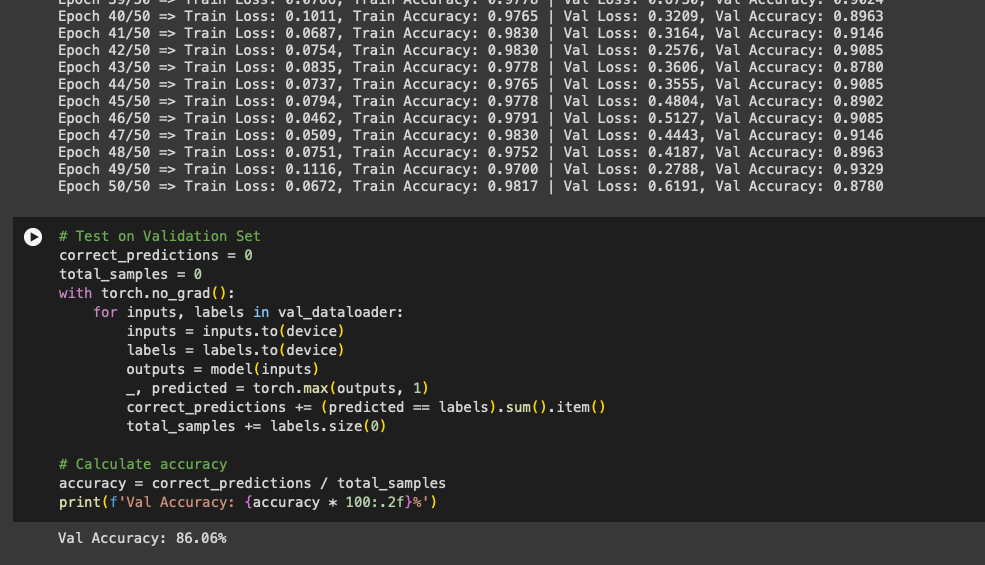 Epoch 39/50 => Train Loss: 0.0766, Train Accuracy: 0.9778 | Val Loss: 0.6750, Val Accuracy: 0.9024
Epoch 40/50 => Train Loss: 0.1011, Train Accuracy: 0.9765 | Val Loss: 0.3209, Val Accuracy: 0.8963
Epoch 41/50 => Train Loss: 0.0687, Train Accuracy: 0.9830 | Val Loss: 0.3164, Val Accuracy: 0.9146
Epoch 42/50 => Train Loss: 0.0754, Train Accuracy: 0.9830 | Val Loss: 0.2576, Val Accuracy: 0.9085
Epoch 43/50 => Train Loss: 0.0835, Train Accuracy: 0.9778 | Val Loss: 0.3606, Val Accuracy: 0.8780
Epoch 44/50 => Train Loss: 0.0737, Train Accuracy: 0.9765 | Val Loss: 0.3555, Val Accuracy: 0.9085
Epoch 45/50 => Train Loss: 0.0794, Train Accuracy: 0.9778 | Val Loss: 0.4804, Val Accuracy: 0.8902
Epoch 46/50 => Train Loss: 0.0462, Train Accuracy: 0.9791 | Val Loss: 0.5127, Val Accuracy: 0.9085
Epoch 47/50 => Train Loss: 0.0509, Train Accuracy: 0.9830 | Val Loss: 0.4443, Val Accuracy: 0.9146
Epoch 48/50 => Train Loss: 0.0751, Train Accuracy: 0.9752 | Val Loss: 0.4187, Val Accuracy: 0.8963
Epoch 49/50 => Train Loss: 0.1116, Train Accuracy: 0.9700 | Val Loss: 0.2788, Val Accuracy: 0.9329
Epoch 50/50 => Train Loss: 0.0672, Train Accuracy: 0.9817 | Val Loss: 0.6191, Val Accuracy: 0.8780
# Test on Validation Set
correct_predictions = 0
total_samples = 0
with torch.no_grad():
    for inputs, labels in val_dataloader:
        inputs = inputs.to(device)
        labels = labels.to(device)
        outputs = model(inputs)
        _, predicted = torch.max(outputs, 1)
        correct_predictions += (predicted == labels).sum().item()
        total_samples += labels.size(0)
# Calculate accuracy
accuracy = correct_predictions / total_samples
print(f'Val Accuracy: {accuracy * 100:.2f}%')
Val Accuracy: 86.06%